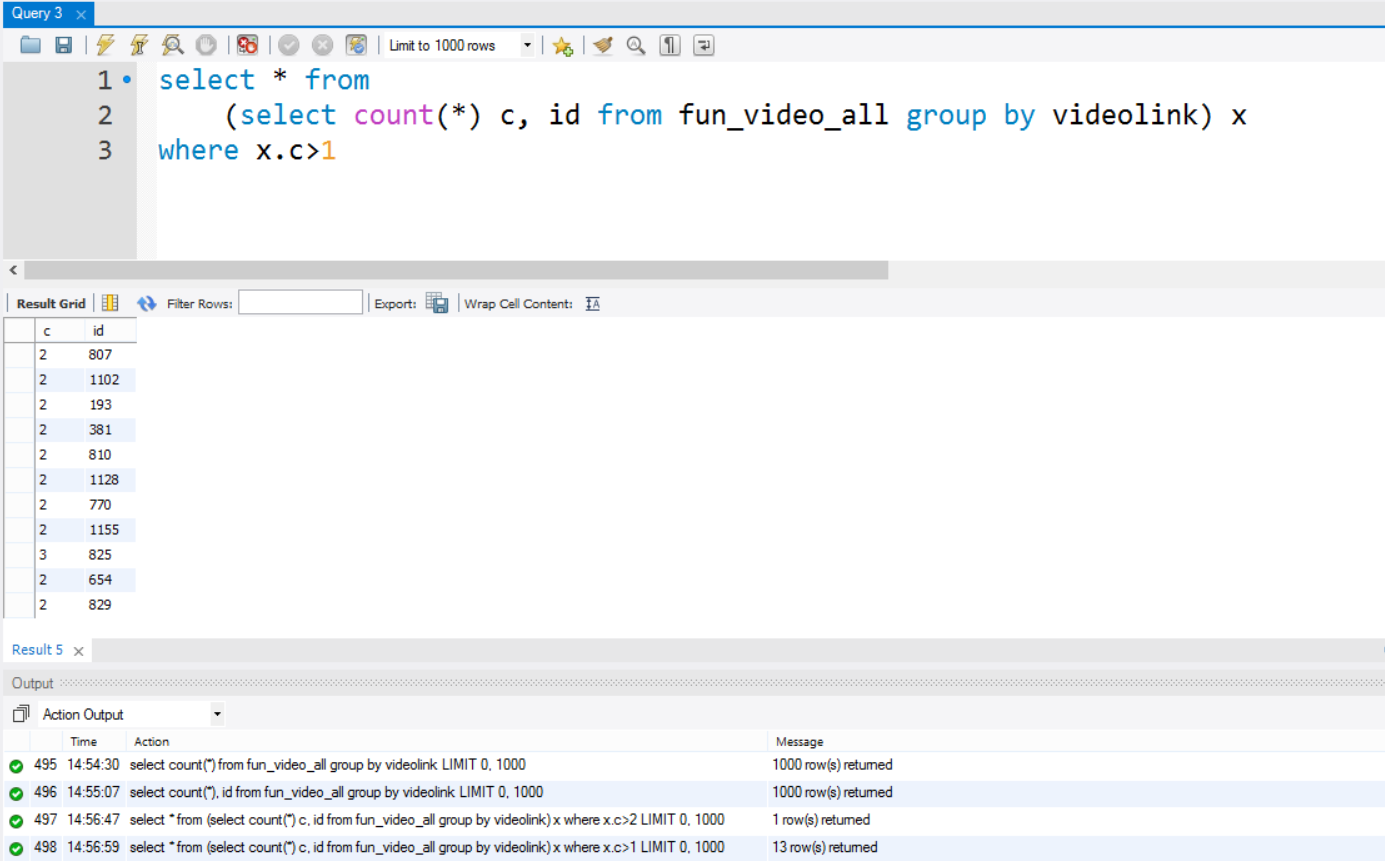 Query 3
Limit to 1000 rows
1 select * from
2 (select count(*) c, id from fun_video_all group by videolink) x
3 where x.c>1
Result Grid Filter Rows: Export: Wrap Cell Content:
c id
2 807
2 1102
2 193
2 381
2 810
2 1128
2 770
2 1155
3 825
2 654
2 829
Result 5
Output
Action Output
Time Action Message
495 14:54:30 select count(*) from fun_video_all group by videolink LIMIT 0, 1000 1000 row(s) returned
496 14:55:07 select count(*), id from fun_video_all group by videolink LIMIT 0, 1000 1000 row(s) returned
497 14:56:47 select * from (select count(*) c, id from fun_video_all group by videolink) x where x.c>2 LIMIT 0, 1000 1 row(s) returned
498 14:56:59 select * from (select count(*) c, id from fun_video_all group by videolink) x where x.c>1 LIMIT 0, 1000 13 row(s) returned